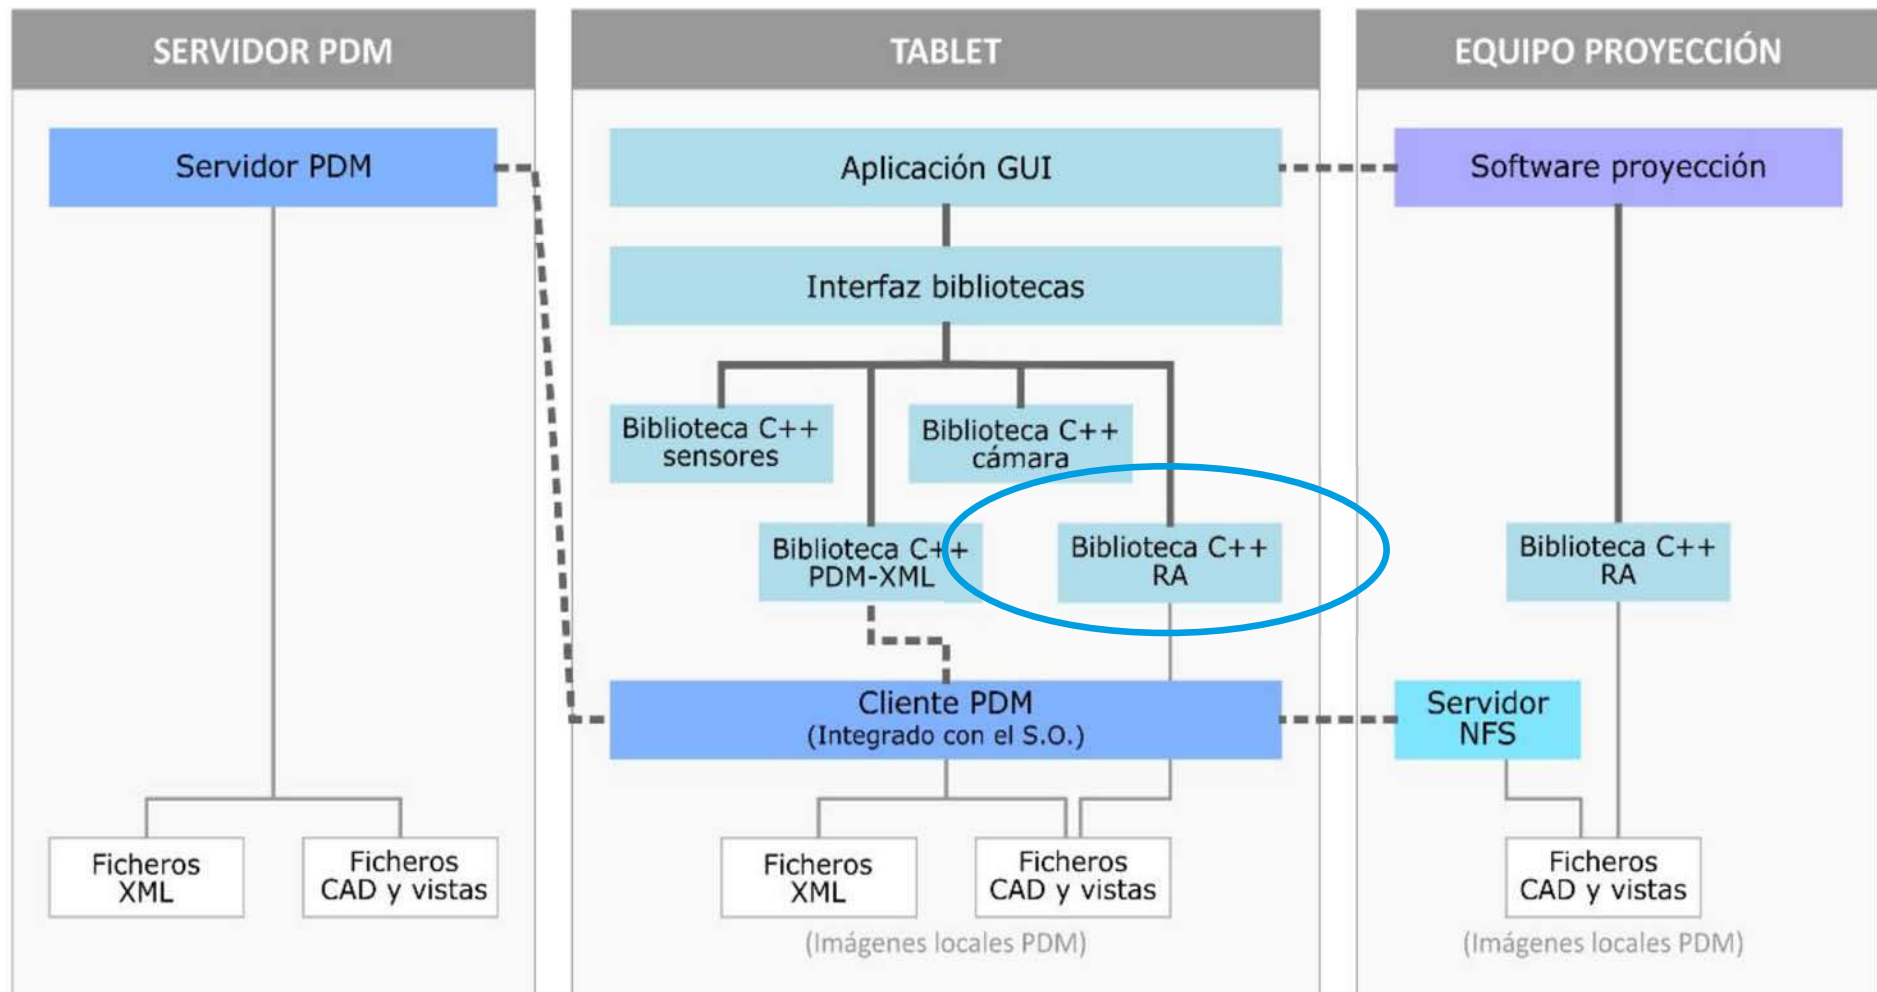 SERVIDOR PDM
Servidor PDM
Ficheros
XML
Ficheros
CAD y vistas
TABLET
Aplicación GUI
Interfaz bibliotecas
Biblioteca C++
sensores
Biblioteca C++
cámara
Biblioteca C++
PDM-XML
Biblioteca C++
RA
Cliente PDM
(Integrado con el S.O.)
Ficheros
XML
Ficheros
CAD y vistas
(Imágenes locales PDM)
EQUIPO PROYECCIÓN
Software proyección
Biblioteca C++
RA
Servidor
NFS
Ficheros
CAD y vistas
(Imágenes locales PDM)